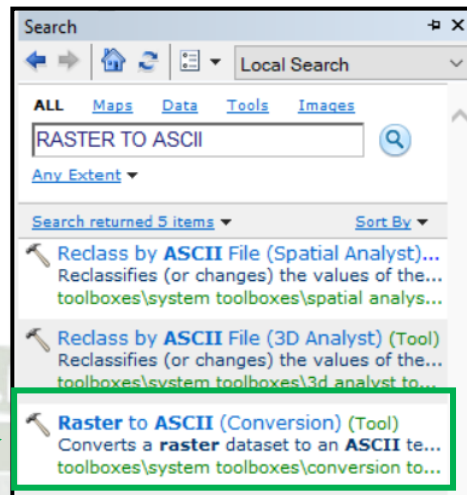 Search
Local Search
ALL Maps Data Tools Images
RASTER TO ASCII
Any Extent
Search returned 5 items Sort By
Reclass by ASCII File (Spatial Analyst)...
Reclassifies (or changes) the values of the...
toolboxes\system toolboxes\spatial analys...
Reclass by ASCII File (3D Analyst) (Tool)
Reclassifies (or changes) the values of the...
toolboxes\system toolboxes\3d analyst to...
Raster to ASCII (Conversion) (Tool)
Converts a raster dataset to an ASCII te...
toolboxes\system toolboxes\conversion to...